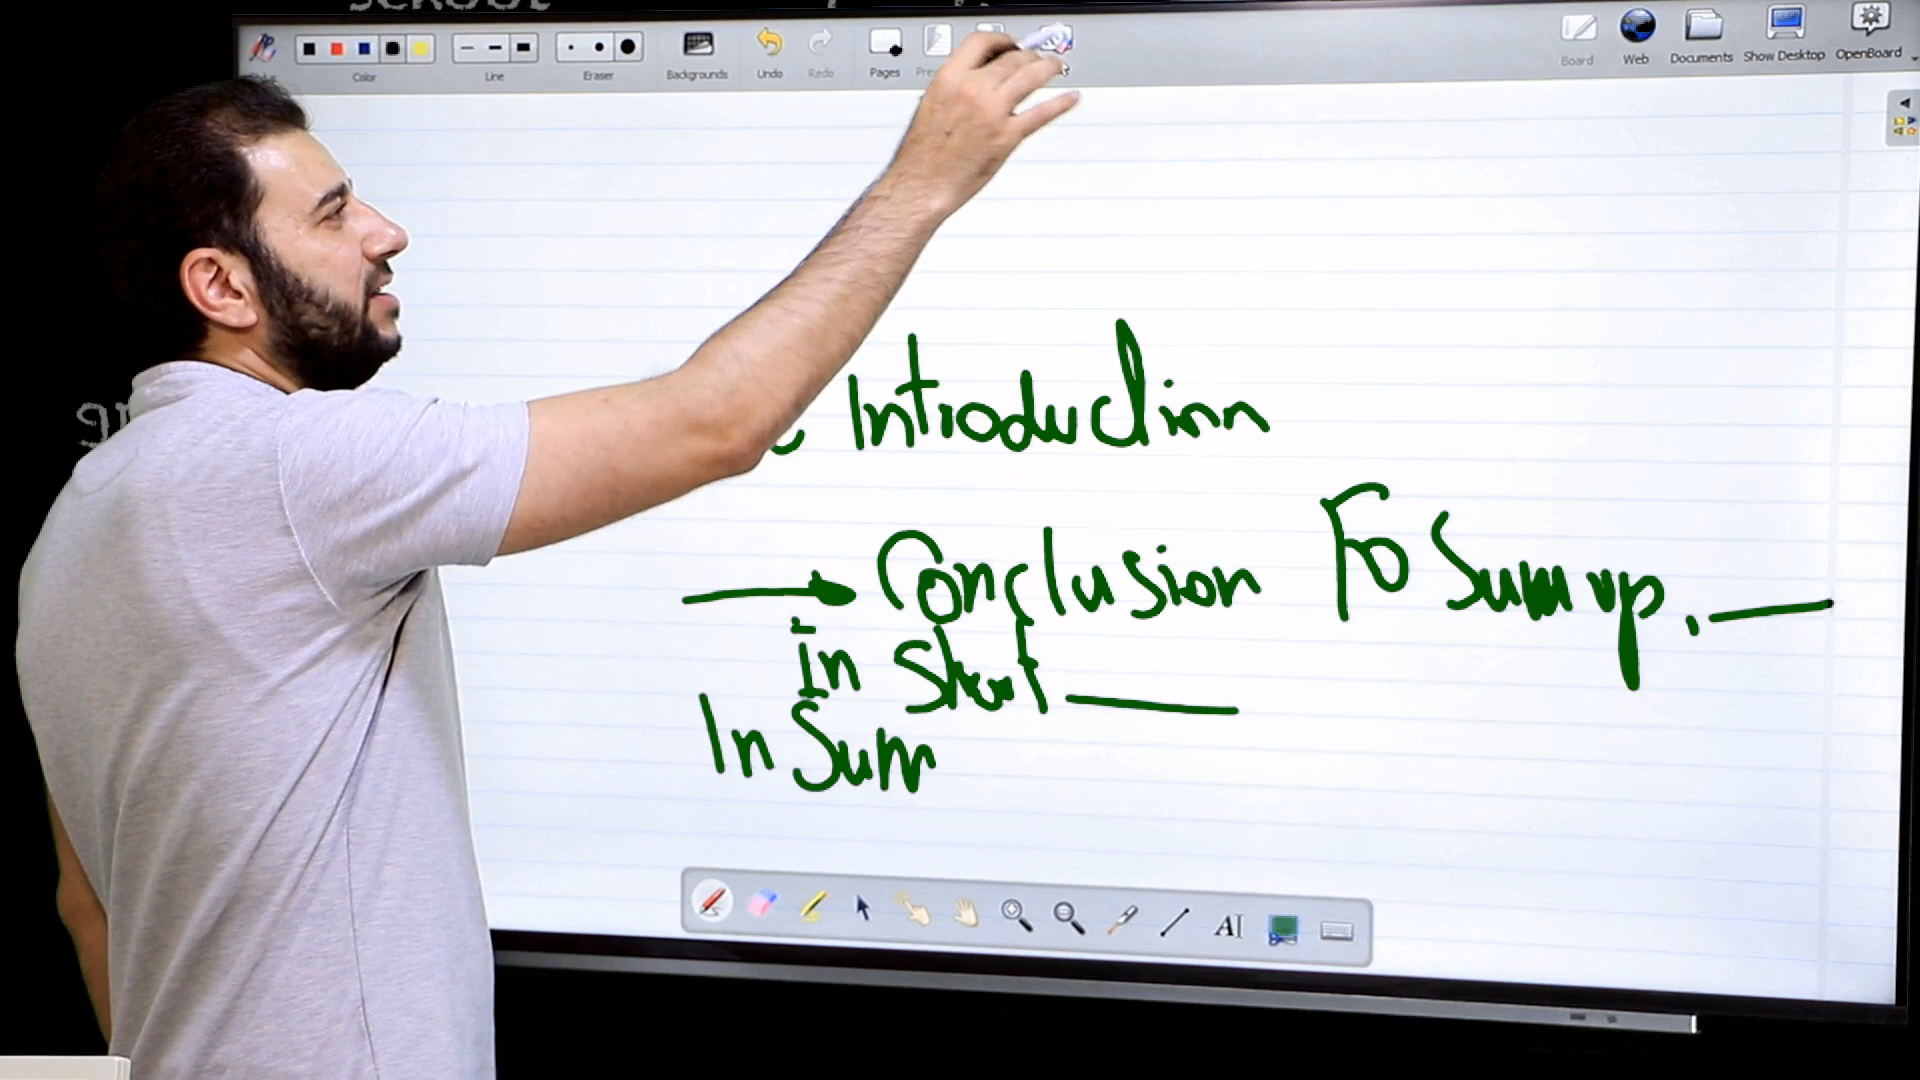 Color
Line
Eraser
Backgrounds
Undo
Redo
Pages
Board
Web
Documents
Show Desktop
OpenBoard
Introduction
Conclusion To Sum up, —
In Short —
In Sum
AI